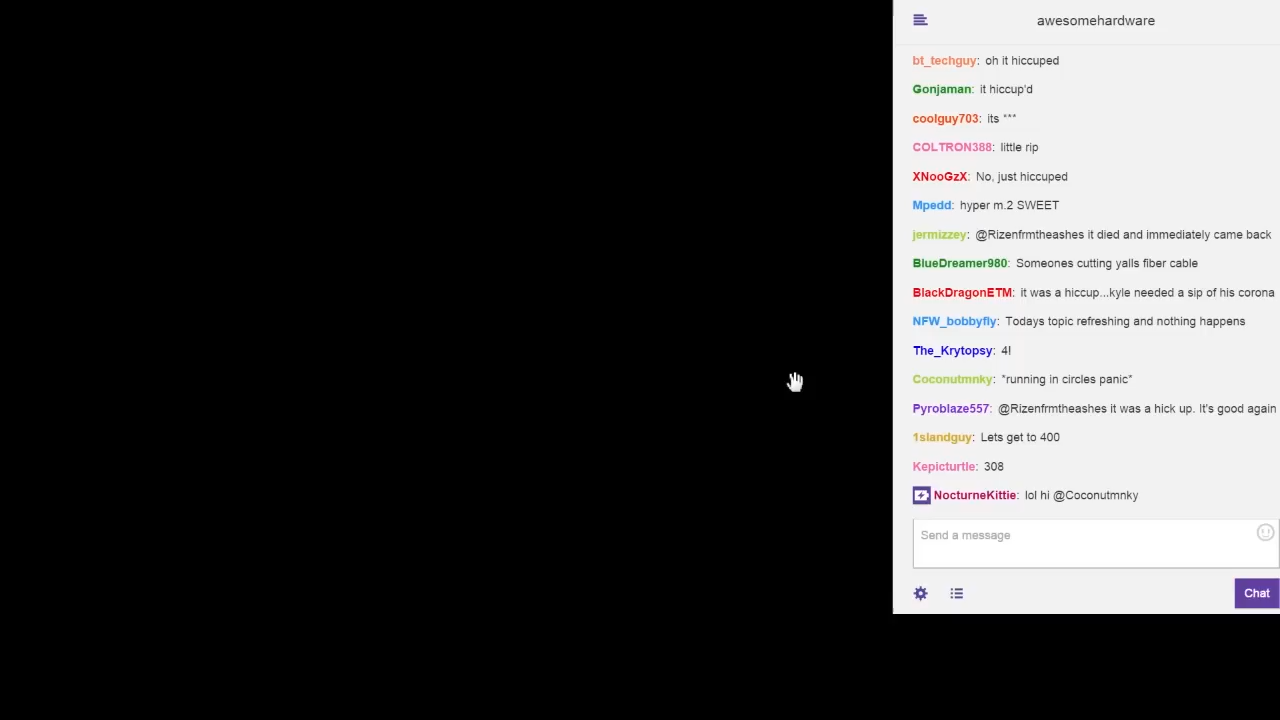 awesomehardware
bt_techguy: oh it hiccuped
Gonjaman: it hiccup'd
coolguy703: its ***
COLTRON388: little rip
XNooGzX: No, just hiccuped
Mpedd: hyper m.2 SWEET
jermizzey: @Rizenfrmtheashes it died and immediately came back
BlueDreamer980: Someones cutting yalls fiber cable
BlackDragonETM: it was a hiccup...kyle needed a sip of his corona
NFW_bobbyfly: Todays topic refreshing and nothing happens
The_Krytopsy: 4!
Coconutmnky: *running in circles panic*
Pyroblaze557: @Rizenfrmtheashes it was a hick up. It's good again
1slandguy: Lets get to 400
Kepicturtle: 308
NocturneKittie: lol hi @Coconutmnky
Send a message
Chat